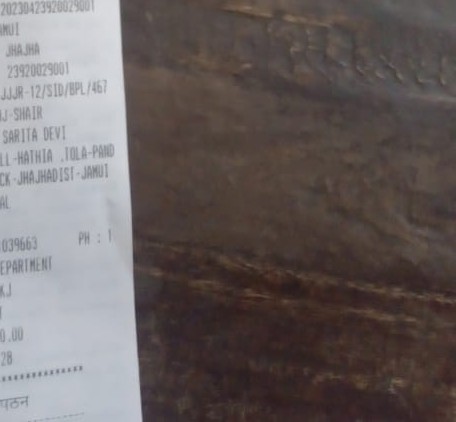 20230423920029001
AMUI
JHAJHA
23920029001
JJJR-12/SID/BPL/467
J-SHAIR
SARITA DEVI
LL-HATHIA .TOLA-PAND
CK-JHAJHADIST-JAMUI
AL
039663 PH : 1
EPARTMENT
KJ
0.00
28
****************
पठन